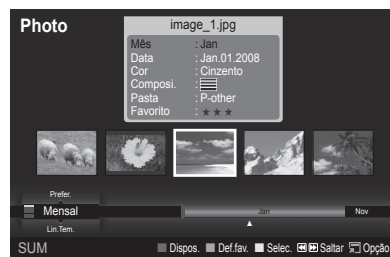 Photo
image_1.jpg
Mês : Jan
Data : Jan.01.2008
Cor : Cinzento
Composi. :
Pasta : P-other
Favorito : ★ ★ ★
Prefer.
Mensal
Lin.Tem.
Jan
Nov
SUM
Dispos. Def.fav. Selec. Saltar Opção